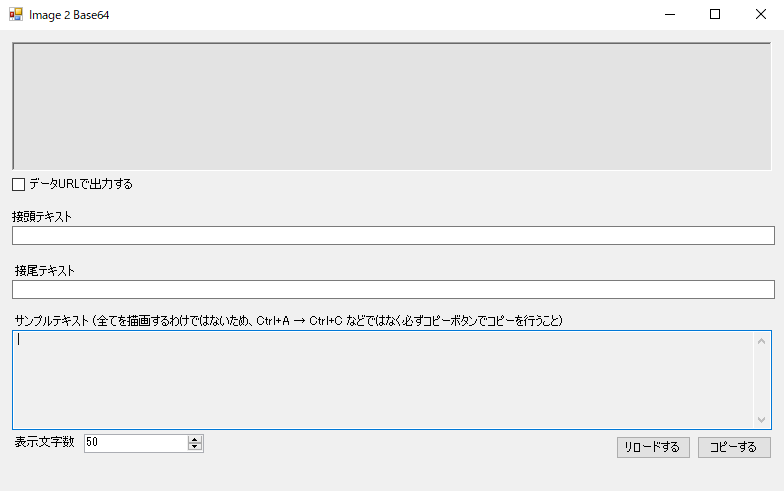 Image 2 Base64
データURLで出力する
接頭テキスト
接尾テキスト
サンプルテキスト (全てを描画するわけではないため、Ctrl+A → Ctrl+C などではなく必ずコピーボタンでコピーを行うこと)
表示文字数 50 リロードする コピーする